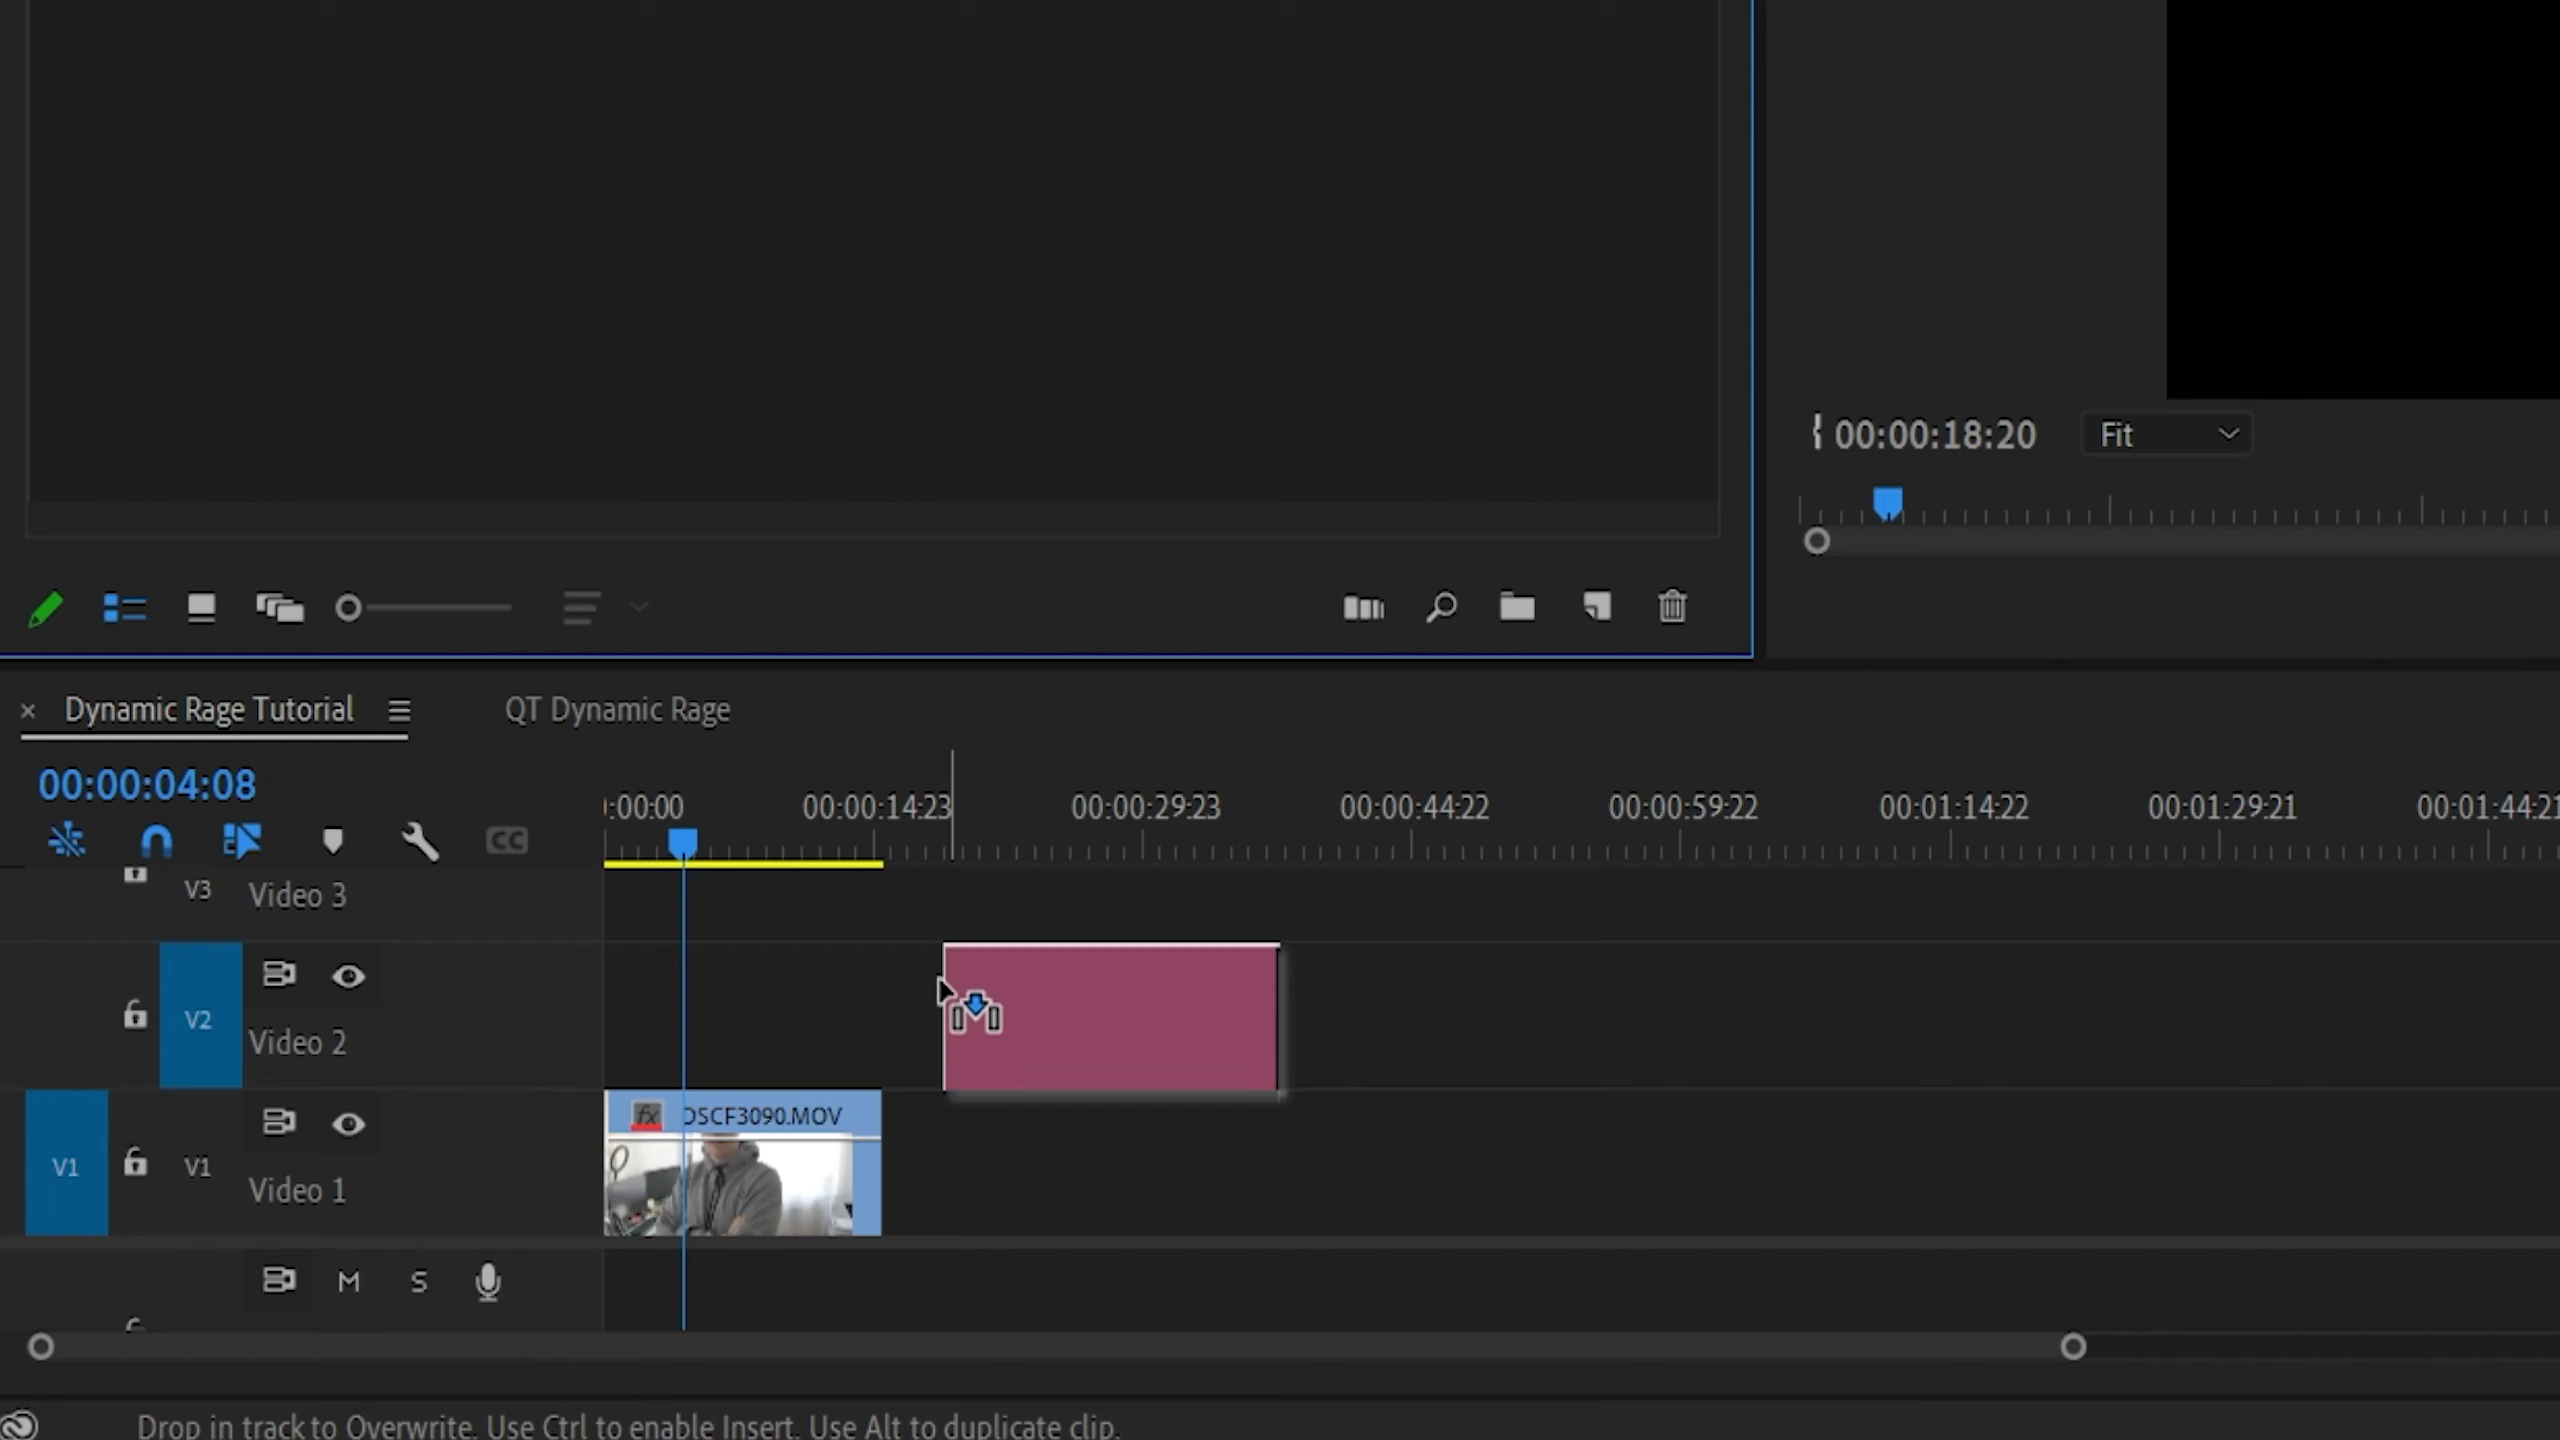 00:00:18:20 Fit
Dynamic Rage Tutorial QT Dynamic Rage
00:00:04:08
:00:00 00:00:14:23 00:00:29:23 00:00:44:22 00:00:59:22 00:01:14:22 00:01:29:21 00:01:44:21
CC
V3 Video 3
V2 Video 2
fx DSCF3090.MOV
V1 V1 Video 1
M S
Drop in track to Overwrite. Use Ctrl to enable Insert. Use Alt to duplicate clip.